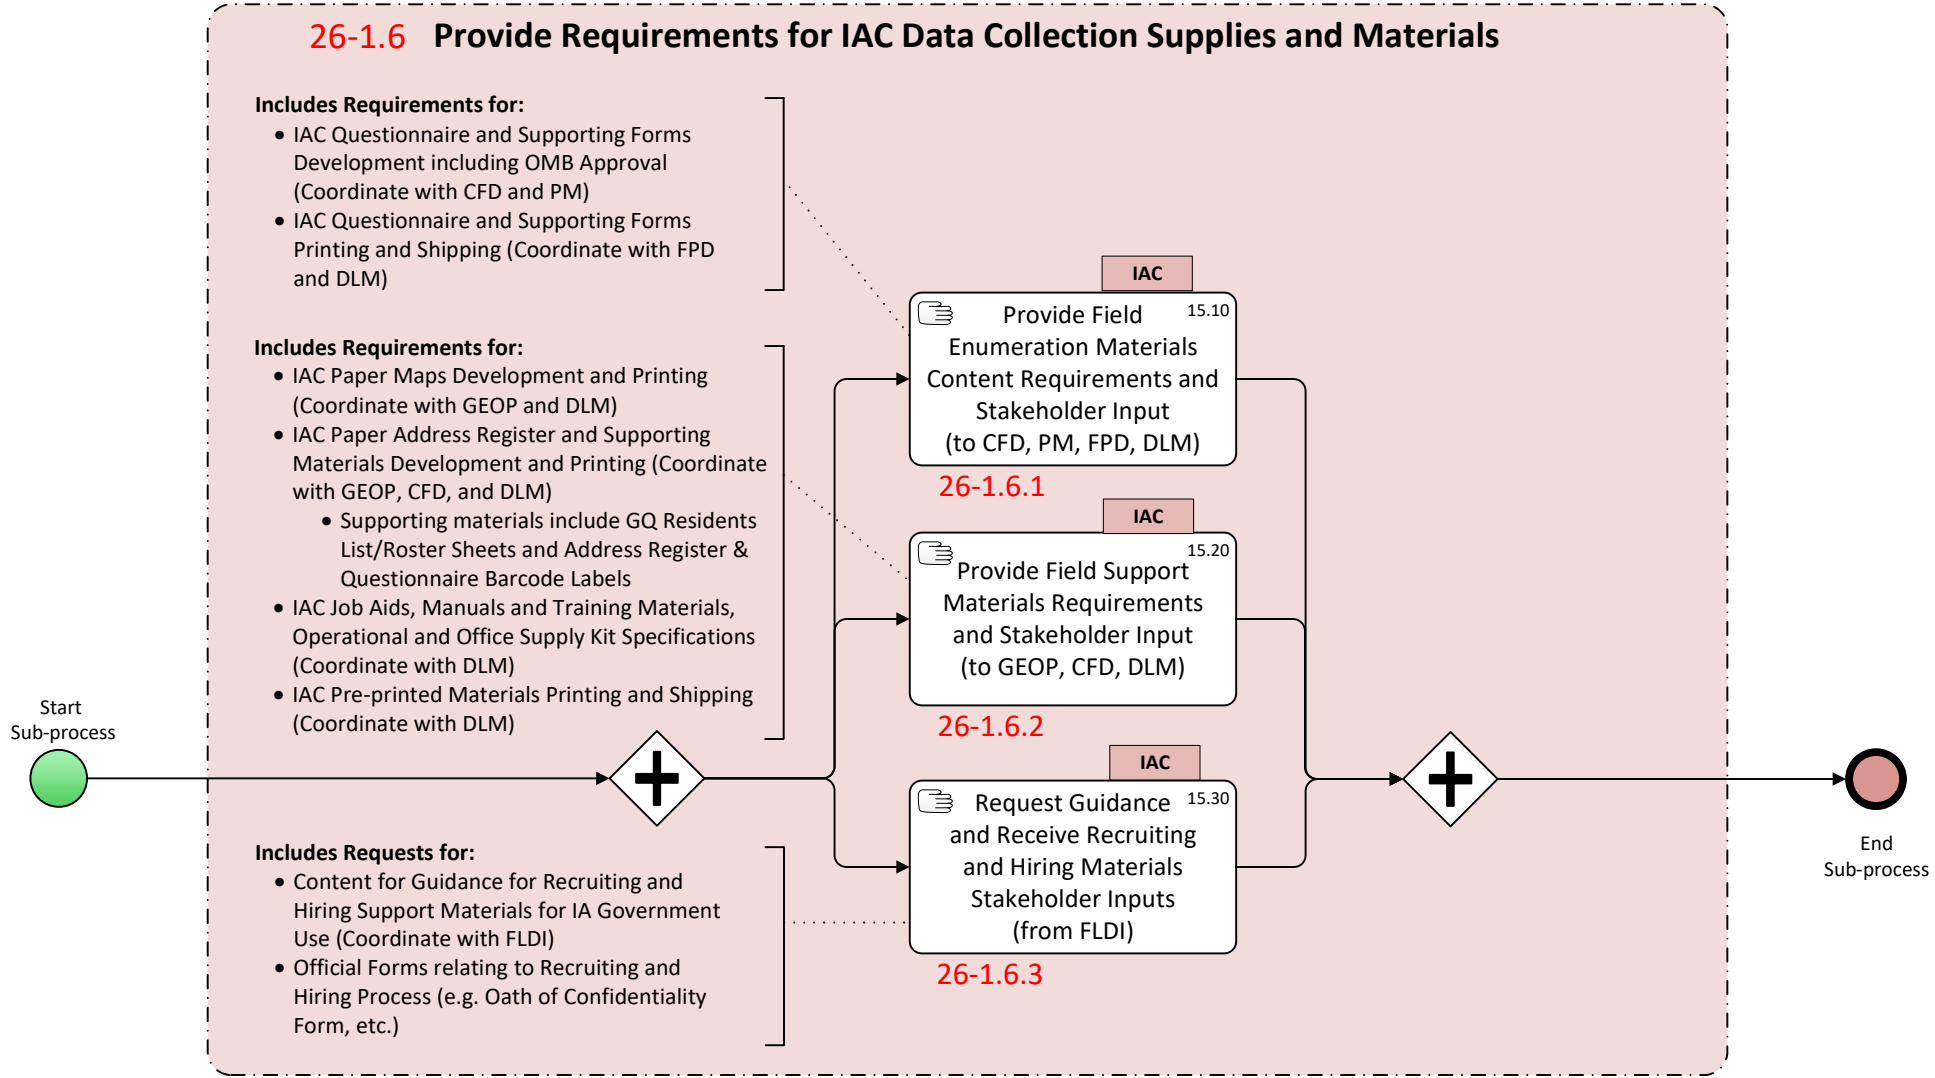 26-1.6 Provide Requirements for IAC Data Collection Supplies and Materials
Includes Requirements for:
• IAC Questionnaire and Supporting Forms
Development including OMB Approval
(Coordinate with CFD and PM)
• IAC Questionnaire and Supporting Forms
Printing and Shipping (Coordinate with FPD
and DLM)
Includes Requirements for:
• IAC Paper Maps Development and Printing
(Coordinate with GEOP and DLM)
• IAC Paper Address Register and Supporting
Materials Development and Printing (Coordinate
with GEOP, CFD, and DLM)
• Supporting materials include GQ Residents
List/Roster Sheets and Address Register &
Questionnaire Barcode Labels
• IAC Job Aids, Manuals and Training Materials,
Operational and Office Supply Kit Specifications
(Coordinate with DLM)
• IAC Pre-printed Materials Printing and Shipping
(Coordinate with DLM)
Includes Requests for:
• Content for Guidance for Recruiting and
Hiring Support Materials for IA Government
Use (Coordinate with FLDI)
• Official Forms relating to Recruiting and
Hiring Process (e.g. Oath of Confidentiality
Form, etc.)
Start
Sub-process
IAC
15.10
Provide Field
Enumeration Materials
Content Requirements and
Stakeholder Input
(to CFD, PM, FPD, DLM)
26-1.6.1
IAC
15.20
Provide Field Support
Materials Requirements
and Stakeholder Input
(to GEOP, CFD, DLM)
26-1.6.2
IAC
15.30
Request Guidance
and Receive Recruiting
and Hiring Materials
Stakeholder Inputs
(from FLDI)
26-1.6.3
End
Sub-process